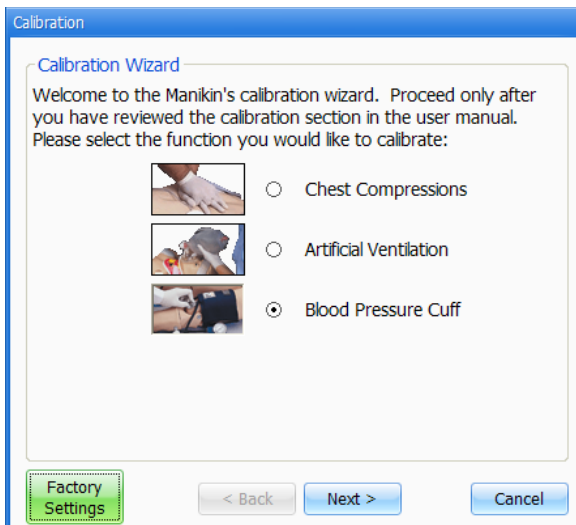 Calibration
Calibration Wizard
Welcome to the Manikin's calibration wizard. Proceed only after
you have reviewed the calibration section in the user manual.
Please select the function you would like to calibrate:
Chest Compressions
Artificial Ventilation
Blood Pressure Cuff
Factory
Settings
< Back
Next >
Cancel